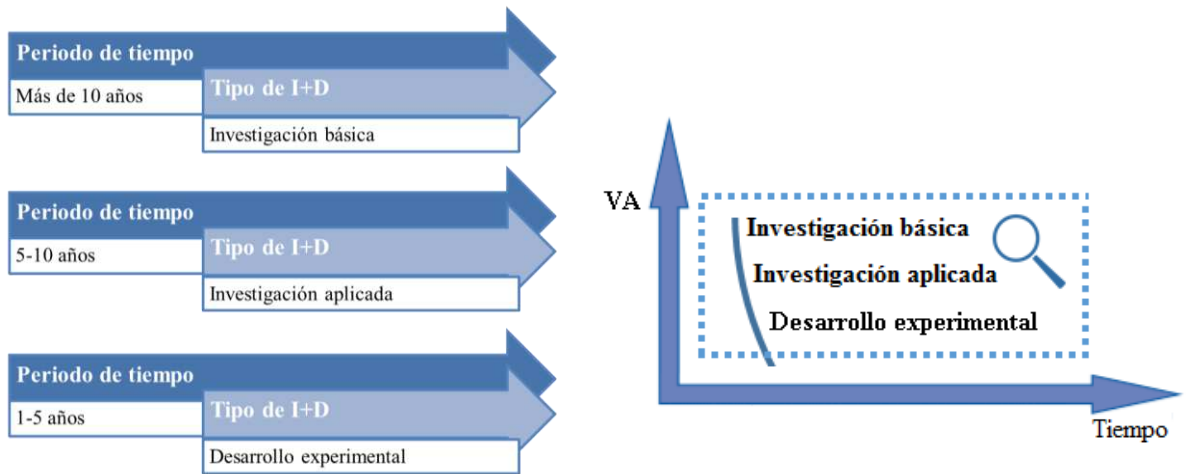 Periodo de tiempo
Más de 10 años
Tipo de I+D
Investigación básica
Periodo de tiempo
5-10 años
Tipo de I+D
Investigación aplicada
Periodo de tiempo
1-5 años
Tipo de I+D
Desarrollo experimental
VA
Investigación básica
Investigación aplicada
Desarrollo experimental
Tiempo